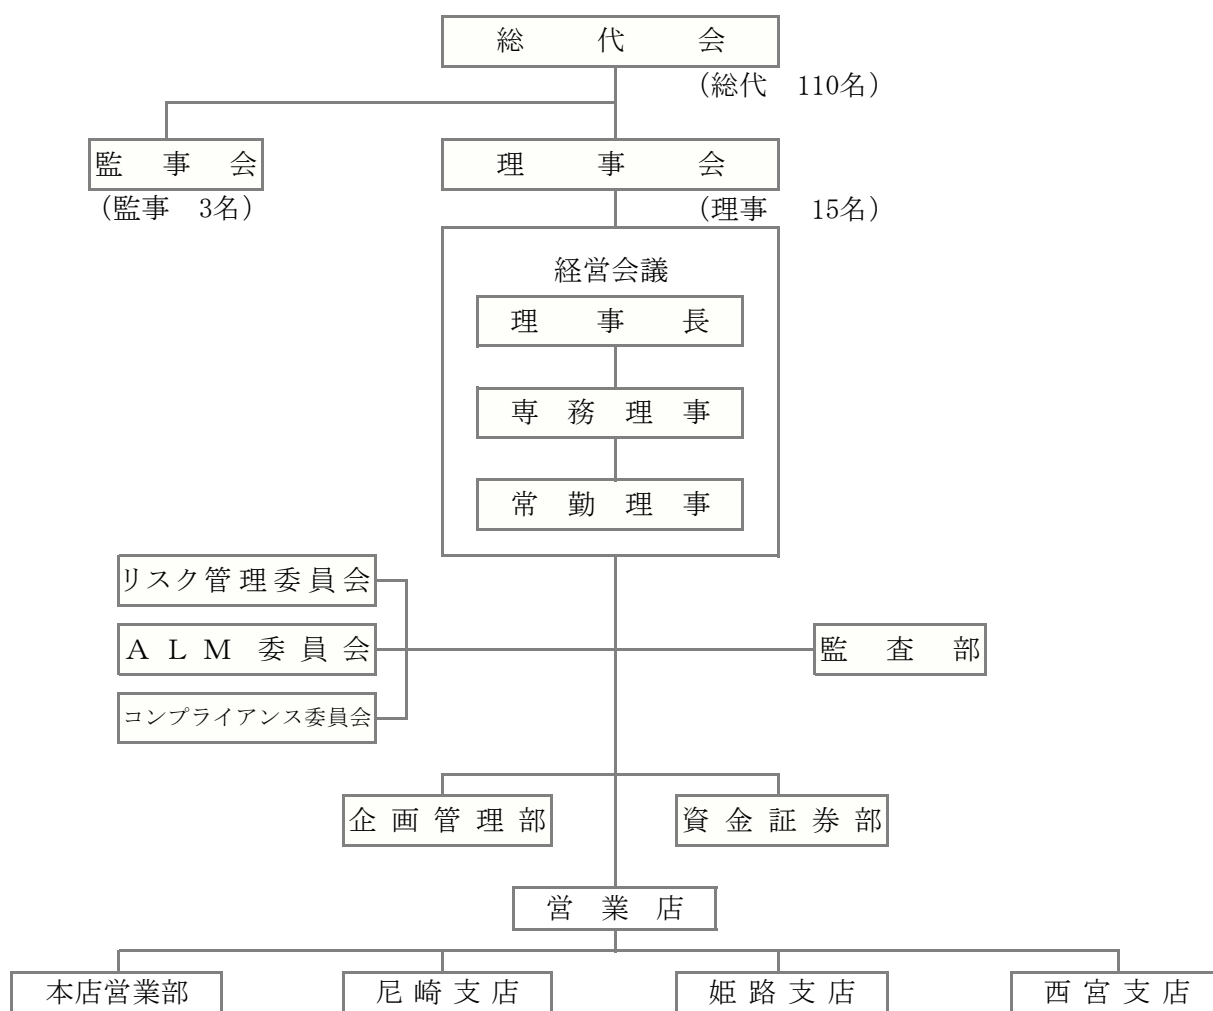 総代会
(総代 110名)
監事会
理事会
(監事 3名)
(理事 15名)
経営会議
理事長
専務理事
常勤理事
リスク管理委員会
ALM委員会
監査部
コンプライアンス委員会
企画管理部
資金証券部
営業店
本店営業部
尼崎支店
姫路支店
西宮支店